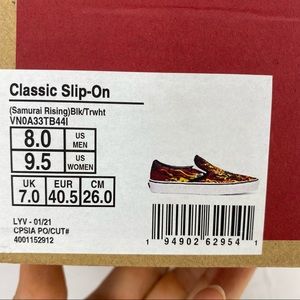 Classic Slip-On
(Samurai Rising)Blk/Trwht
VN0A33TB44I
8.0 US MEN
9.5 US WOMEN
UK EUR CM
7.0 40.5 26.0
LYV - 01/21
CPSIA PO/CUT#
4001152912
1 94902 62954 1